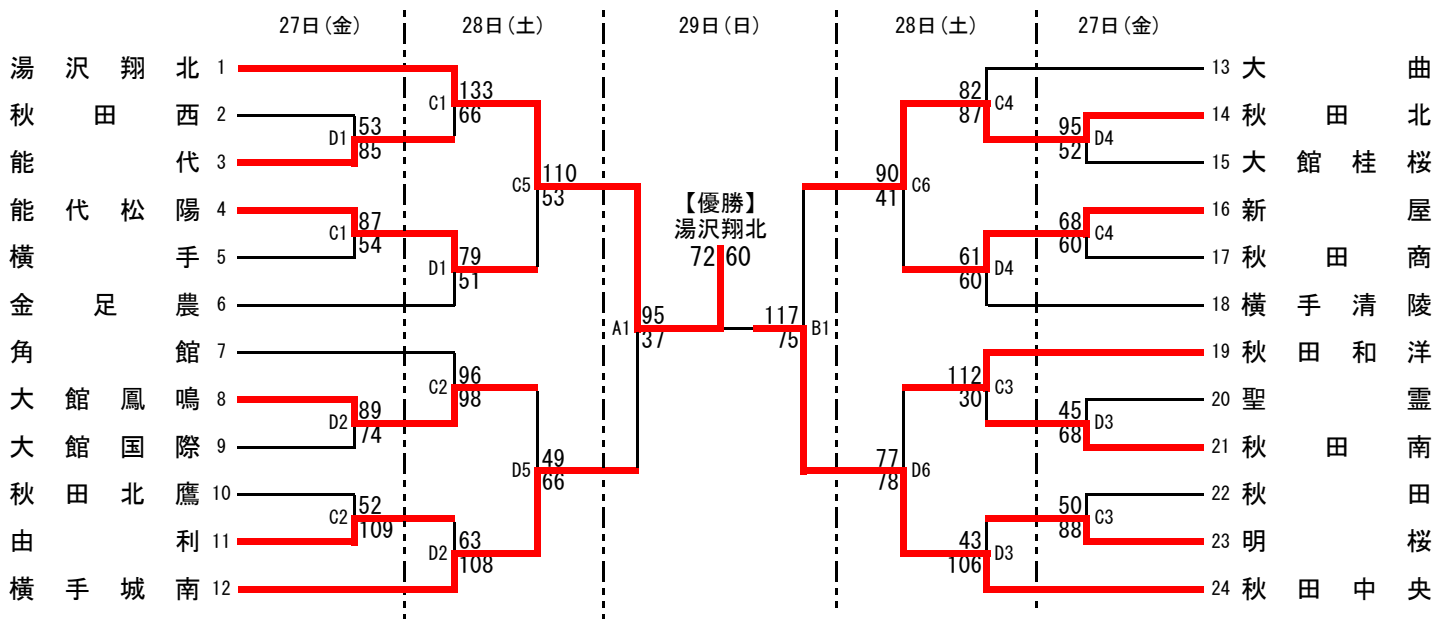 27日(金) 28日(土) 29日(日) 28日(土) 27日(金)
湯沢翔北 1
秋田西 2
能代 3
能代松陽 4
横手 5
金足農 6
角館 7
大館鳳鳴 8
大館国際 9
秋田北鷹 10
由利 11
横手城南 12
D1 53
85
C1 87
54
D2 89
74
C2 52
109
C1 133
66
D1 79
51
C2 96
98
D2 63
108
C5 110
53
D5 49
66
A1 95
37
【優勝】
湯沢翔北
72 60
117 B1
75
90 C6
41
77 D6
78
82 C4
87
61 D4
60
112 C3
30
43 D3
106
95 D4
52
68 C4
60
45 D3
68
50 C3
88
13 大曲
14 秋田北
15 大館桂桜
16 新屋
17 秋田商
18 横手清陵
19 秋田和洋
20 聖霊
21 秋田南
22 秋田
23 明桜
24 秋田中央